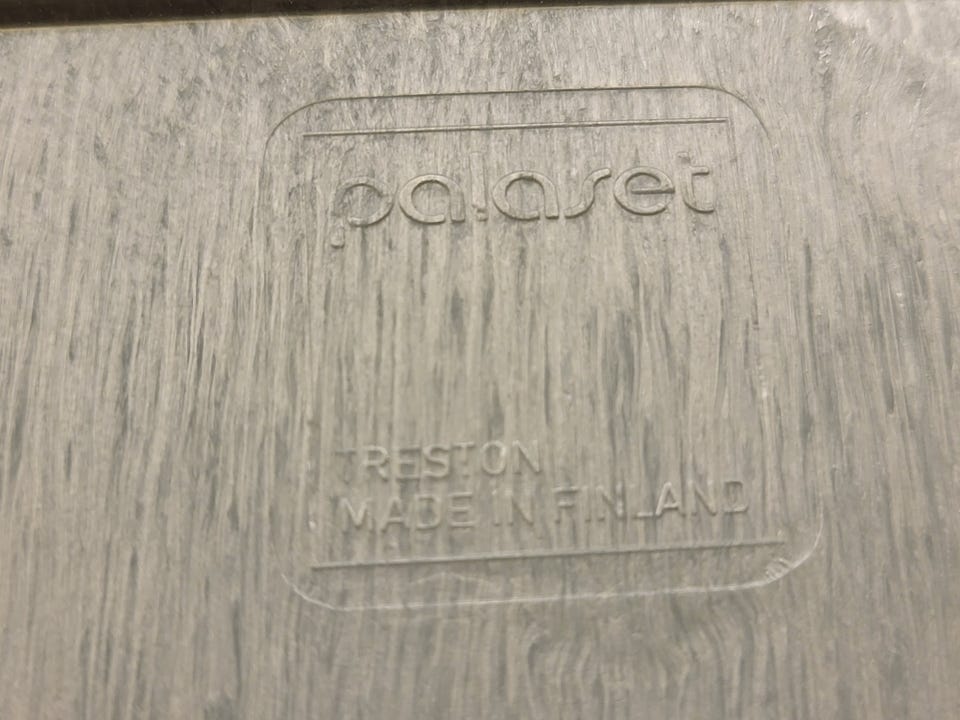 palaset
TRESTON
MADE IN FINLAND